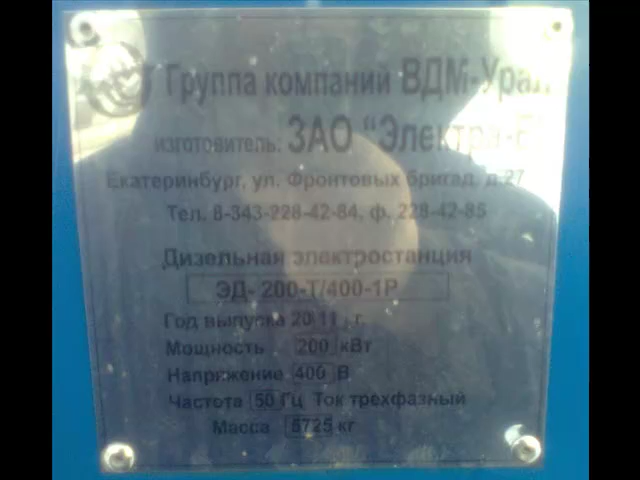 Группа компаний ВДМ-Урал
изготовитель: ЗАО "Электра-
Екатеринбург, ул. Фронтовых бригад, д.27
Тел. 8-343-228-42-84, ф. 228-42-85
Дизельная электростанция
ЭД- 200-Т/400-1Р
Год выпуска 2011 г.
Мощность 200 кВт
Напряжение 400 В
Частота 50 Гц Ток трехфазный
Масса 5725 кг